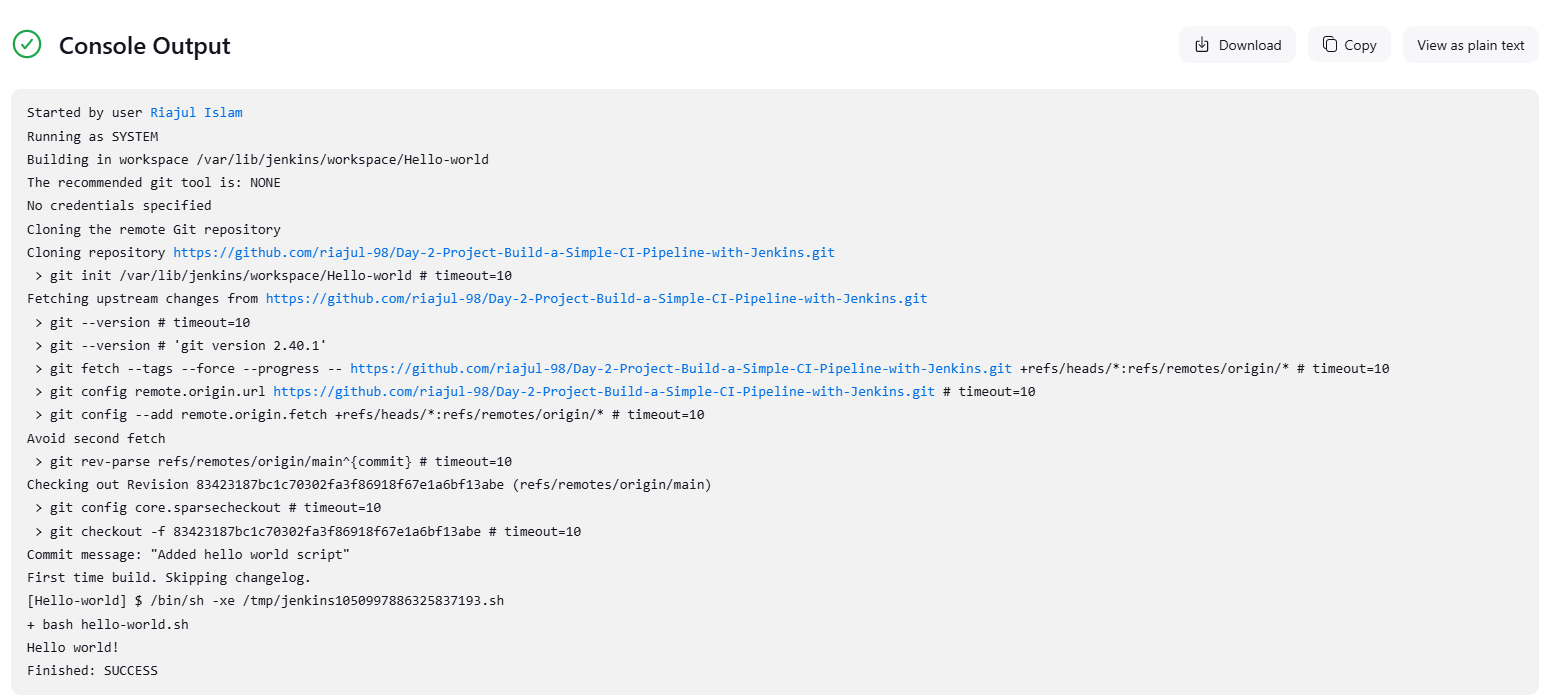 Console Output
Download
Copy
View as plain text
Started by user Riajul Islam
Running as SYSTEM
Building in workspace /var/lib/jenkins/workspace/Hello-world
The recommended git tool is: NONE
No credentials specified
Cloning the remote Git repository
Cloning repository https://github.com/riajul-98/Day-2-Project-Build-a-Simple-CI-Pipeline-with-Jenkins.git
 > git init /var/lib/jenkins/workspace/Hello-world # timeout=10
Fetching upstream changes from https://github.com/riajul-98/Day-2-Project-Build-a-Simple-CI-Pipeline-with-Jenkins.git
 > git --version # timeout=10
 > git --version # 'git version 2.40.1'
 > git fetch --tags --force --progress -- https://github.com/riajul-98/Day-2-Project-Build-a-Simple-CI-Pipeline-with-Jenkins.git +refs/heads/*:refs/remotes/origin/* # timeout=10
 > git config remote.origin.url https://github.com/riajul-98/Day-2-Project-Build-a-Simple-CI-Pipeline-with-Jenkins.git # timeout=10
 > git config --add remote.origin.fetch +refs/heads/*:refs/remotes/origin/* # timeout=10
Avoid second fetch
 > git rev-parse refs/remotes/origin/main^{commit} # timeout=10
Checking out Revision 83423187bc1c70302fa3f86918f67e1a6bf13abe (refs/remotes/origin/main)
 > git config core.sparsecheckout # timeout=10
 > git checkout -f 83423187bc1c70302fa3f86918f67e1a6bf13abe # timeout=10
Commit message: "Added hello world script"
First time build. Skipping changelog.
[Hello-world] $ /bin/sh -xe /tmp/jenkins1050997886325837193.sh
+ bash hello-world.sh
Hello world!
Finished: SUCCESS